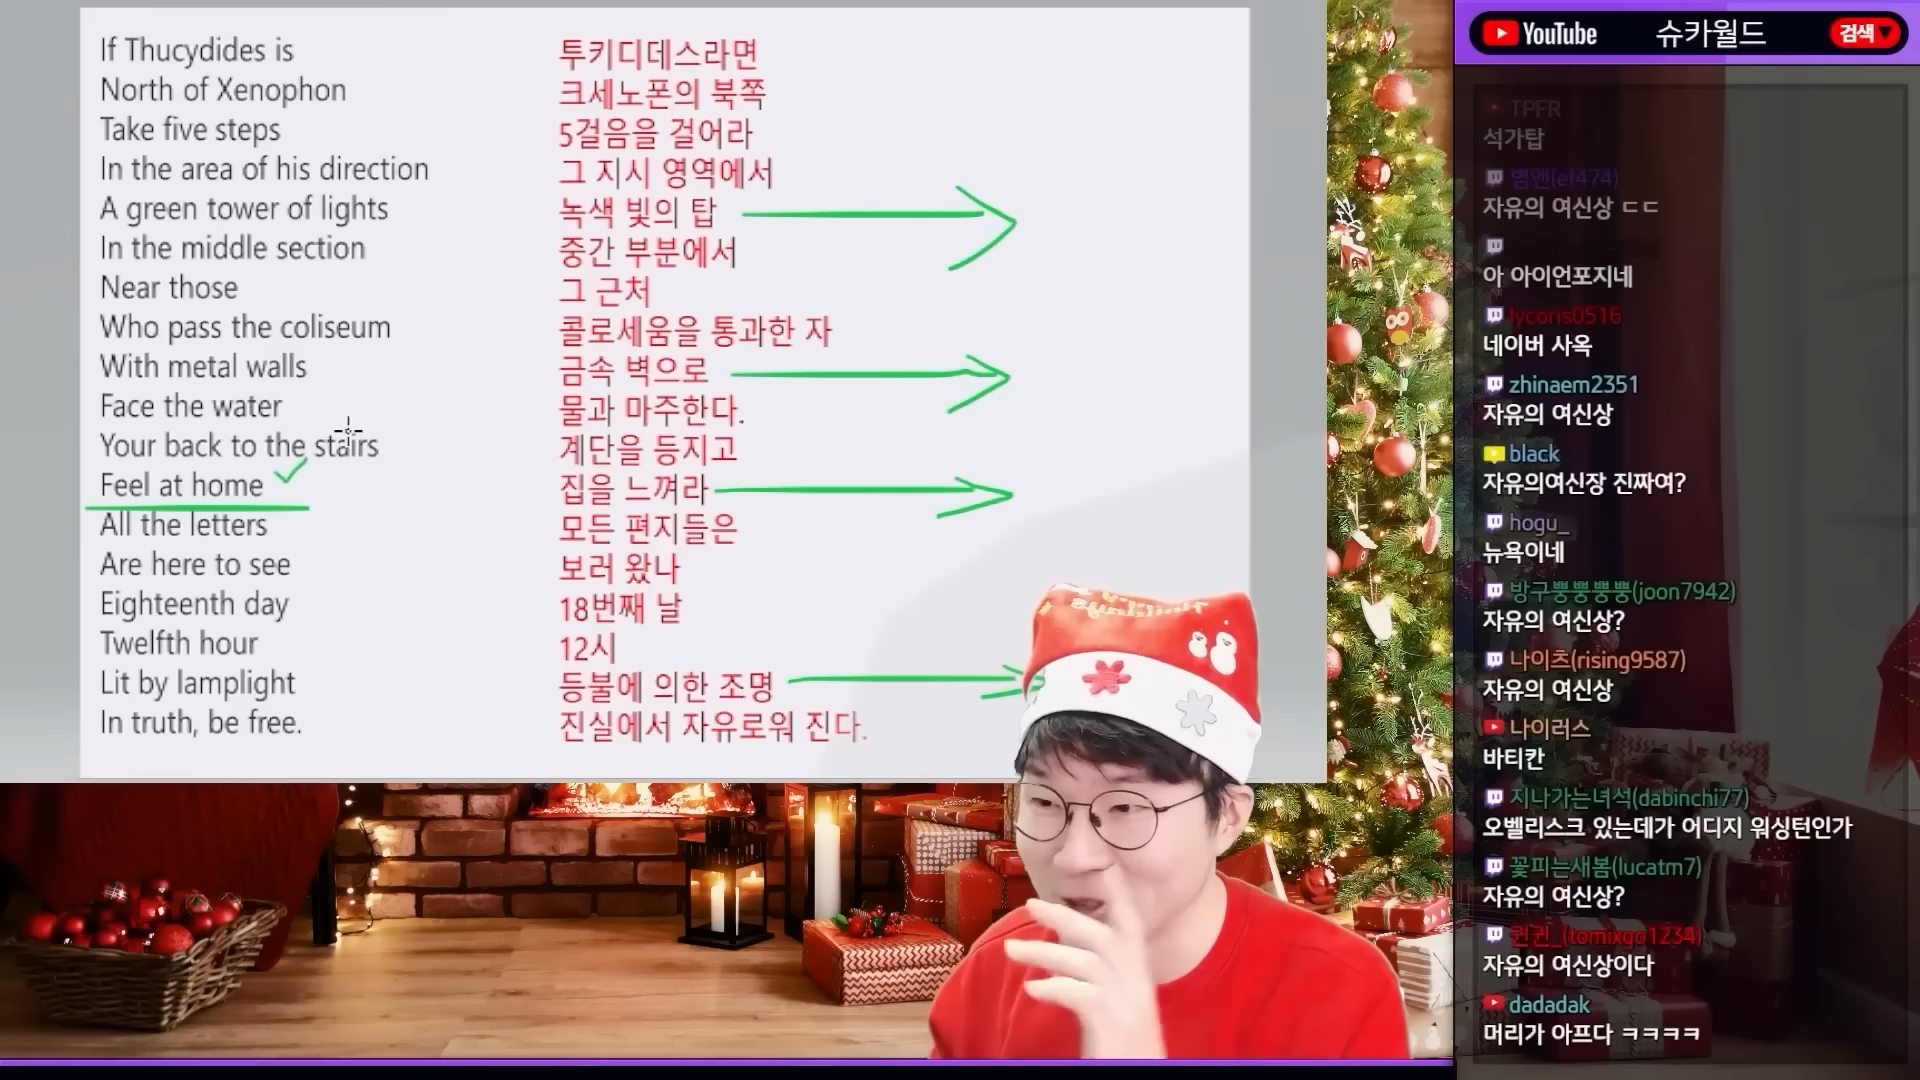 If Thucydides is
North of Xenophon
Take five steps
In the area of his direction
A green tower of lights
In the middle section
Near those
Who pass the coliseum
With metal walls
Face the water
Your back to the stairs
Feel at home
All the letters
Are here to see
Eighteenth day
Twelfth hour
Lit by lamplight
In truth, be free.
투키디데스라면
크세노폰의 북쪽
5걸음을 걸어라
그 지시 영역에서
녹색 빛의 탑
중간 부분에서
그 근처
콜로세움을 통과한 자
금속 벽으로
물과 마주한다.
계단을 등지고
집을 느껴라
모든 편지들은
보러 왔나
18번째 날
12시
등불에 의한 조명
진실에서 자유로워 진다.
YouTube 슈카월드 검색
TPFR
석가탑
범맨(el474)
자유의 여신상 ㄷㄷ
아 아이언포지네
lycoris0516
네이버 사옥
zhinaem2351
자유의 여신상
black
자유의여신장 진짜여?
hogu_
뉴욕이네
방구뿡뿡뿡뿡(joon7942)
자유의 여신상?
나이츠(rising9587)
자유의 여신상
나이러스
바티칸
지나가는녀석(dabinchi77)
오벨리스크 있는데가 어디지 워싱턴인가
꽃피는새봄(lucatm7)
자유의 여신상?
퀸퀸_(tomixgo1234)
자유의 여신상이다
dadadak
머리가 아프다 ㅋㅋㅋㅋ